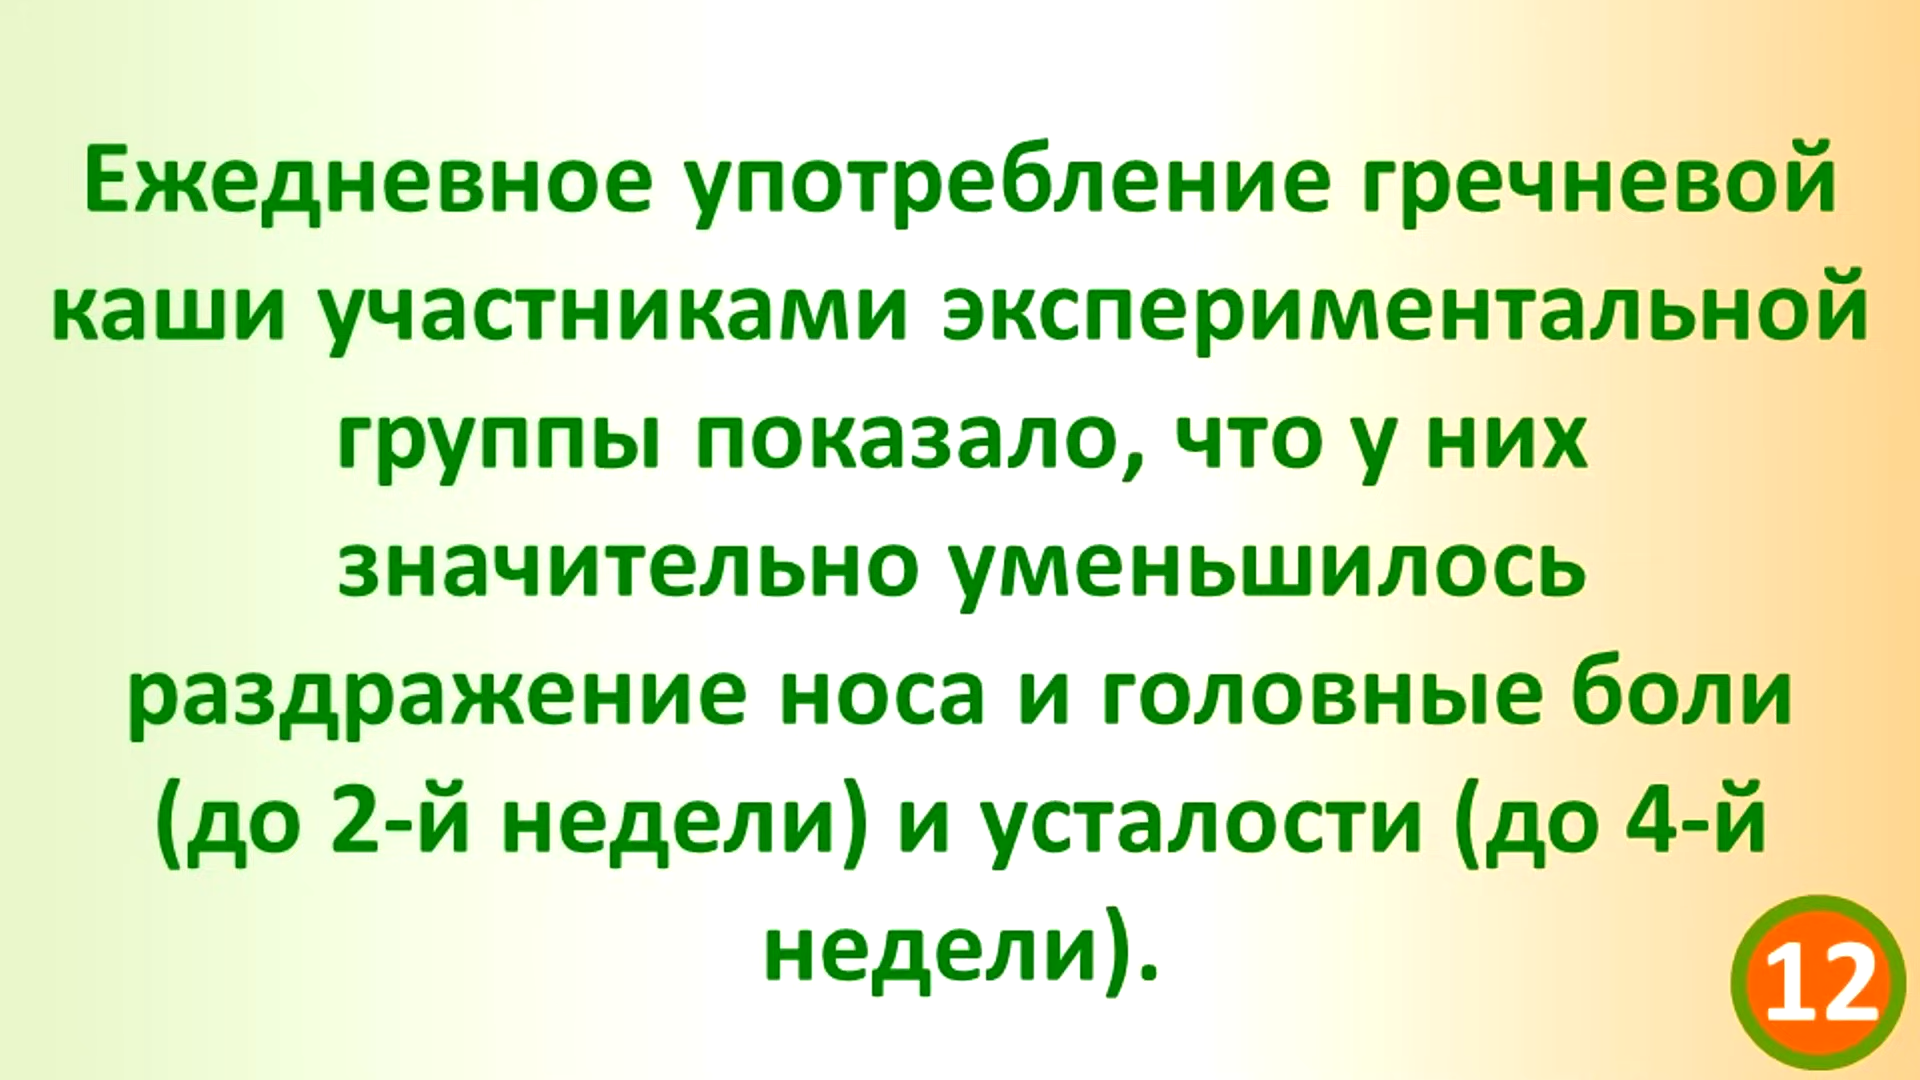 Ежедневное употребление гречневой
каши участниками экспериментальной
группы показало, что у них
значительно уменьшилось
раздражение носа и головные боли
(до 2-й недели) и усталости (до 4-й
недели).
12